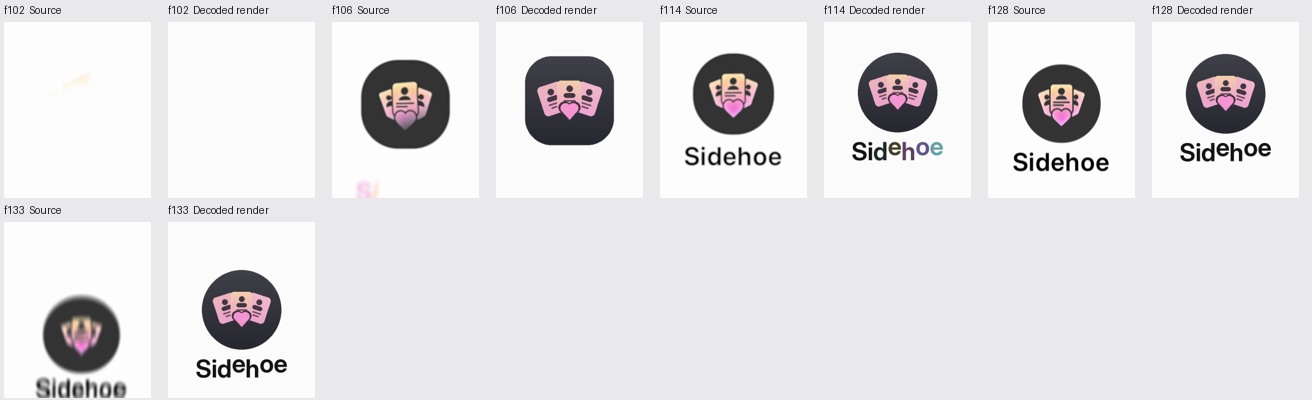 f102 Source
f102 Decoded render
f106 Source
f106 Decoded render
f114 Source
f114 Decoded render
f128 Source
f128 Decoded render
Sidehoe
Sidehoe
Sidehoe
Sidehoe
f133 Source
f133 Decoded render
Sidehoe
Sidehoe